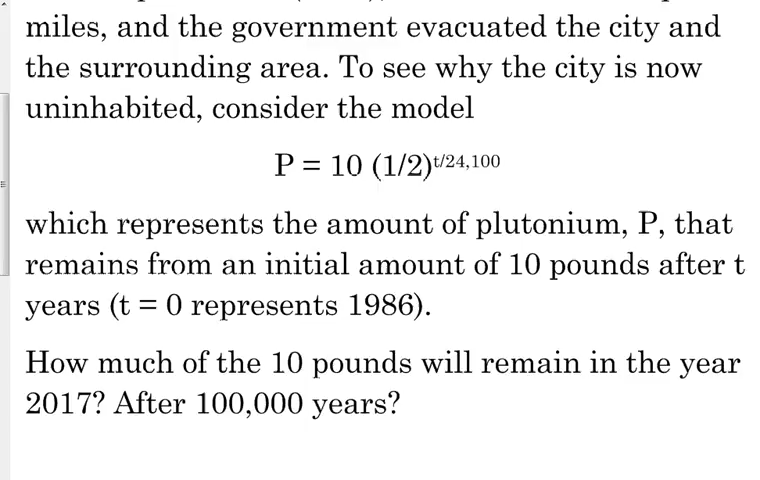 miles, and the government evacuated the city and
the surrounding area. To see why the city is now
uninhabited, consider the model
P = 10 (1/2)^t/24,100
which represents the amount of plutonium, P, that
remains from an initial amount of 10 pounds after t
years (t = 0 represents 1986).
How much of the 10 pounds will remain in the year
2017? After 100,000 years?